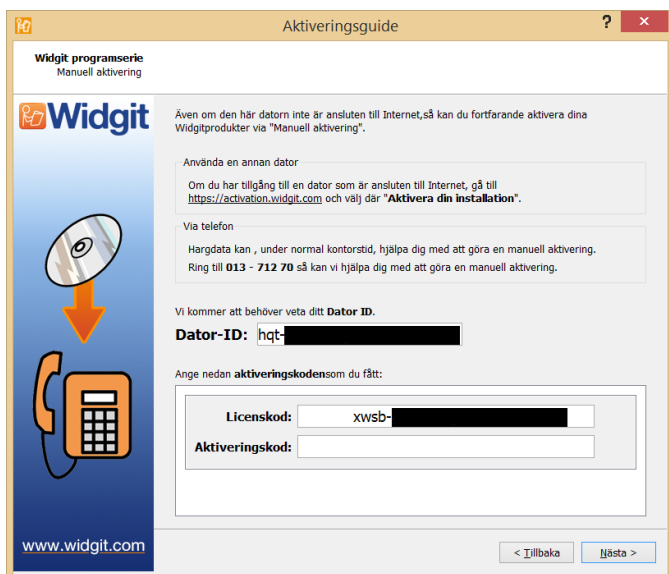 Aktiveringsguide
Widgit programserie
Manuell aktivering
Widgit
Även om den här datorn inte är ansluten till Internet,så kan du fortfarande aktivera dina
Widgitprodukter via "Manuell aktivering".
Använda en annan dator
Om du har tillgång till en dator som är ansluten till Internet, gå till
https://activation.widgit.com och välj där "Aktivera din installation".
Via telefon
Hargdata kan , under normal kontorstid, hjälpa dig med att göra en manuell aktivering.
Ring till 013 - 712 70 så kan vi hjälpa dig med att göra en manuell aktivering.
Vi kommer att behöver veta ditt Dator ID.
Dator-ID: hqt-
Ange nedan aktiveringskodensom du fått:
Licenskod: xwsb-
Aktiveringskod:
www.widgit.com
< Tillbaka
Nästa >